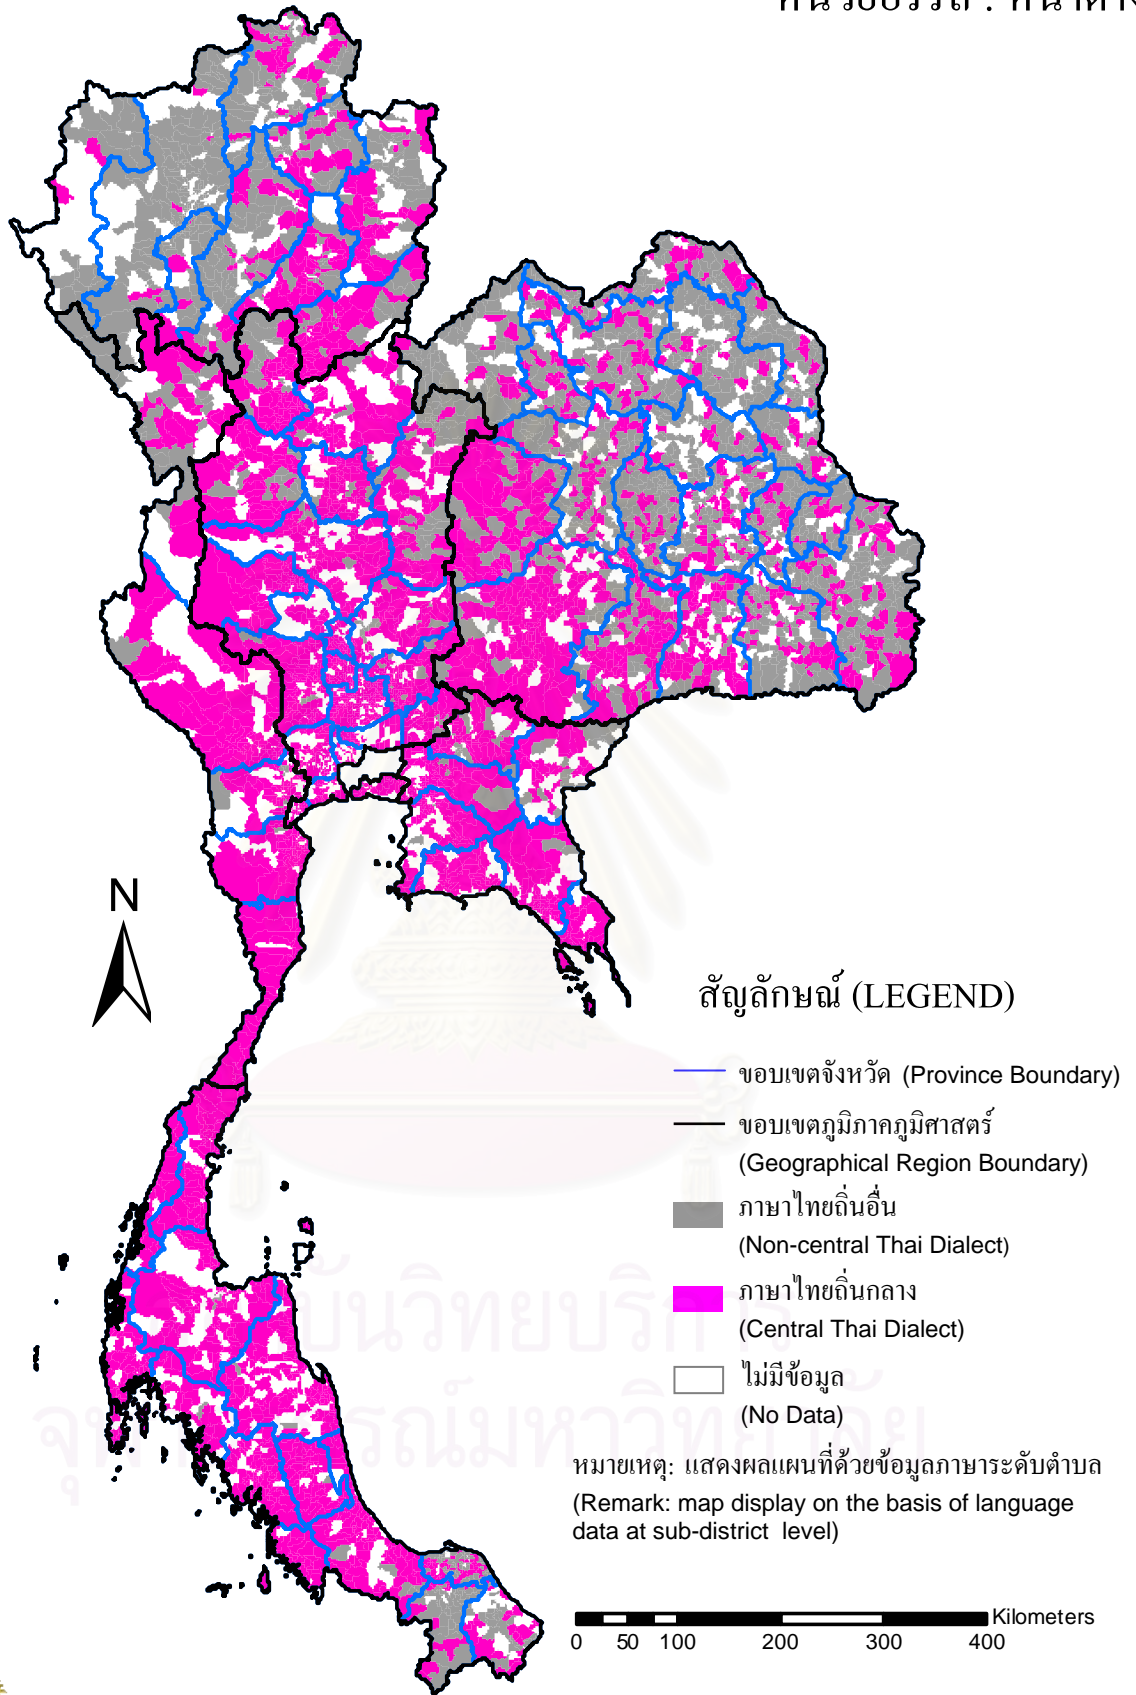 N
สัญลักษณ์ (LEGEND)
ขอบเขตจังหวัด (Province Boundary)
ขอบเขตภูมิภาคภูมิศาสตร์
(Geographical Region Boundary)
ภาษาไทยถิ่นอื่น
(Non-central Thai Dialect)
ภาษาไทยถิ่นกลาง
(Central Thai Dialect)
ไม่มีข้อมูล
(No Data)
หมายเหตุ: แสดงผลแผนที่ด้วยข้อมูลภาษาระดับตำบล
(Remark: map display on the basis of language
data at sub-district level)
Kilometers
0 50 100 200 300 400